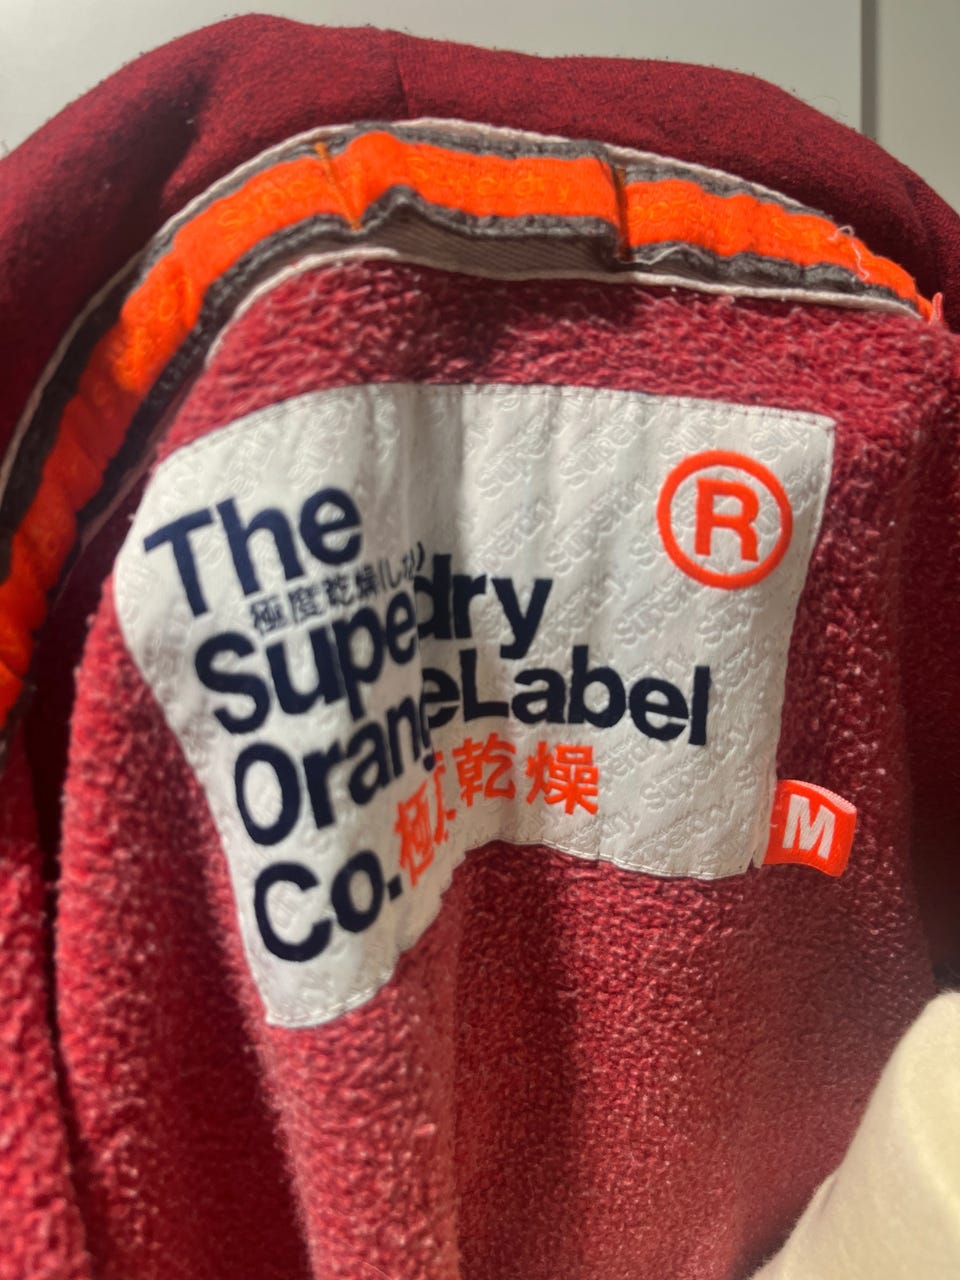 The
極度乾燥(しなさい)
Superdry
OrangeLabel
Co. 極度乾燥
®
M